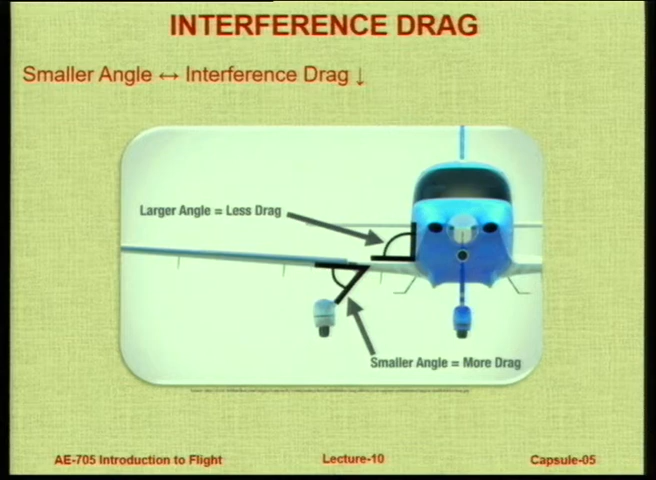 INTERFERENCE DRAG
Smaller Angle ↔ Interference Drag ↓
Larger Angle = Less Drag
Smaller Angle = More Drag
AE-705 Introduction to Flight
Lecture-10
Capsule-05